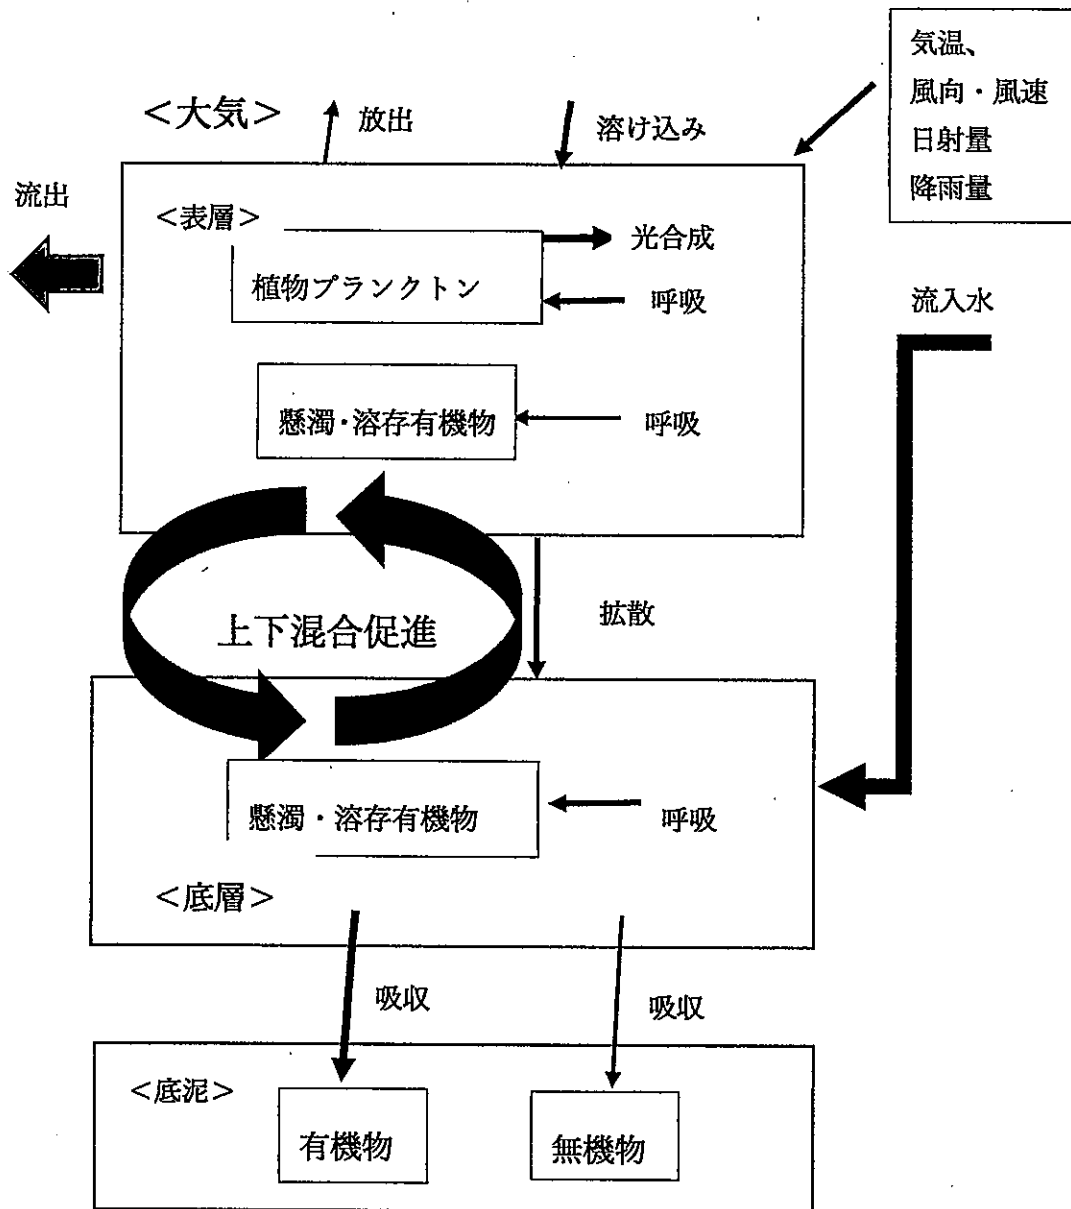 気温、
風向・風速
日射量
降雨量
＜大気＞
放出
溶け込み
流出
＜表層＞
光合成
植物プランクトン
呼吸
流入水
懸濁・溶存有機物
呼吸
拡散
上下混合促進
懸濁・溶存有機物
呼吸
＜底層＞
吸収
吸収
＜底泥＞
有機物
無機物